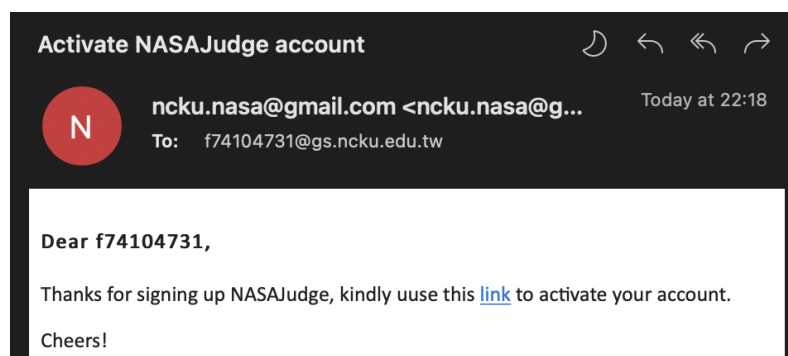 Activate NASAJudge account
N
ncku.nasa@gmail.com <ncku.nasa@g...
Today at 22:18
To: f74104731@gs.ncku.edu.tw
Dear f74104731,
Thanks for signing up NASAJudge, kindly uuse this link to activate your account.
Cheers!